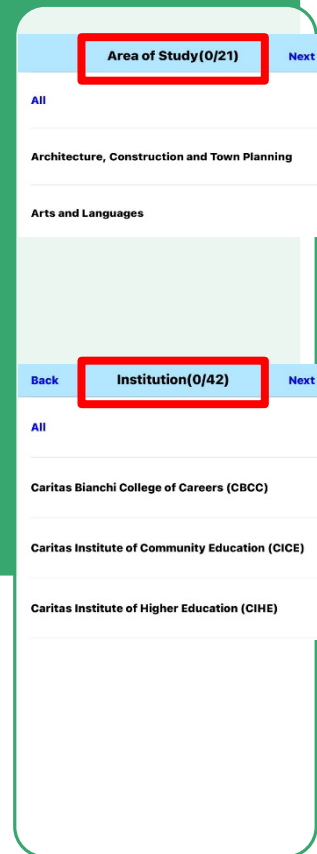 Area of Study(0/21) Next
All
Architecture, Construction and Town Planning
Arts and Languages
Back Institution(0/42) Next
All
Caritas Bianchi College of Careers (CBCC)
Caritas Institute of Community Education (CICE)
Caritas Institute of Higher Education (CIHE)